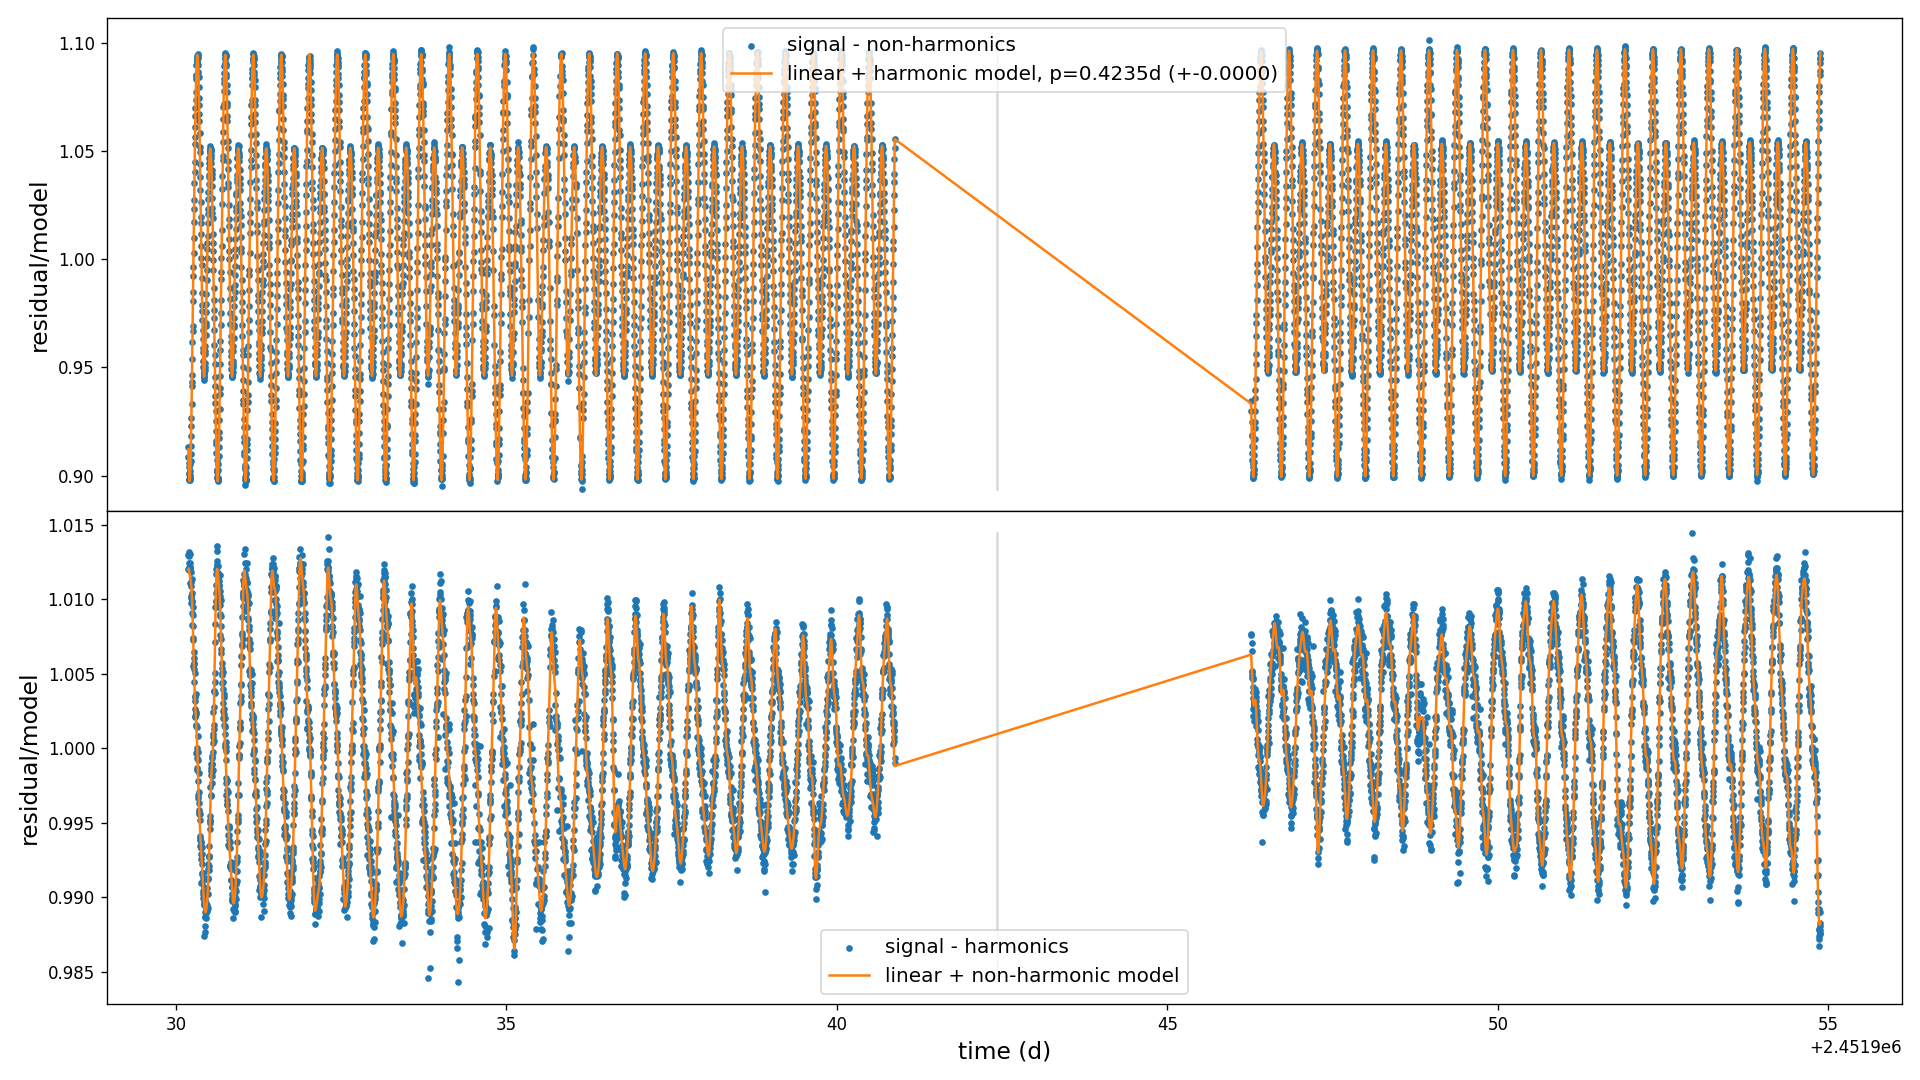 signal - non-harmonics
linear + harmonic model, p=0.4235d (+-0.0000)
1.10
1.05
1.00
0.95
0.90
residual/model
1.015
1.010
1.005
1.000
0.995
0.990
0.985
residual/model
signal - harmonics
linear + non-harmonic model
30
35
40
45
50
55
time (d)
+2.4519e6